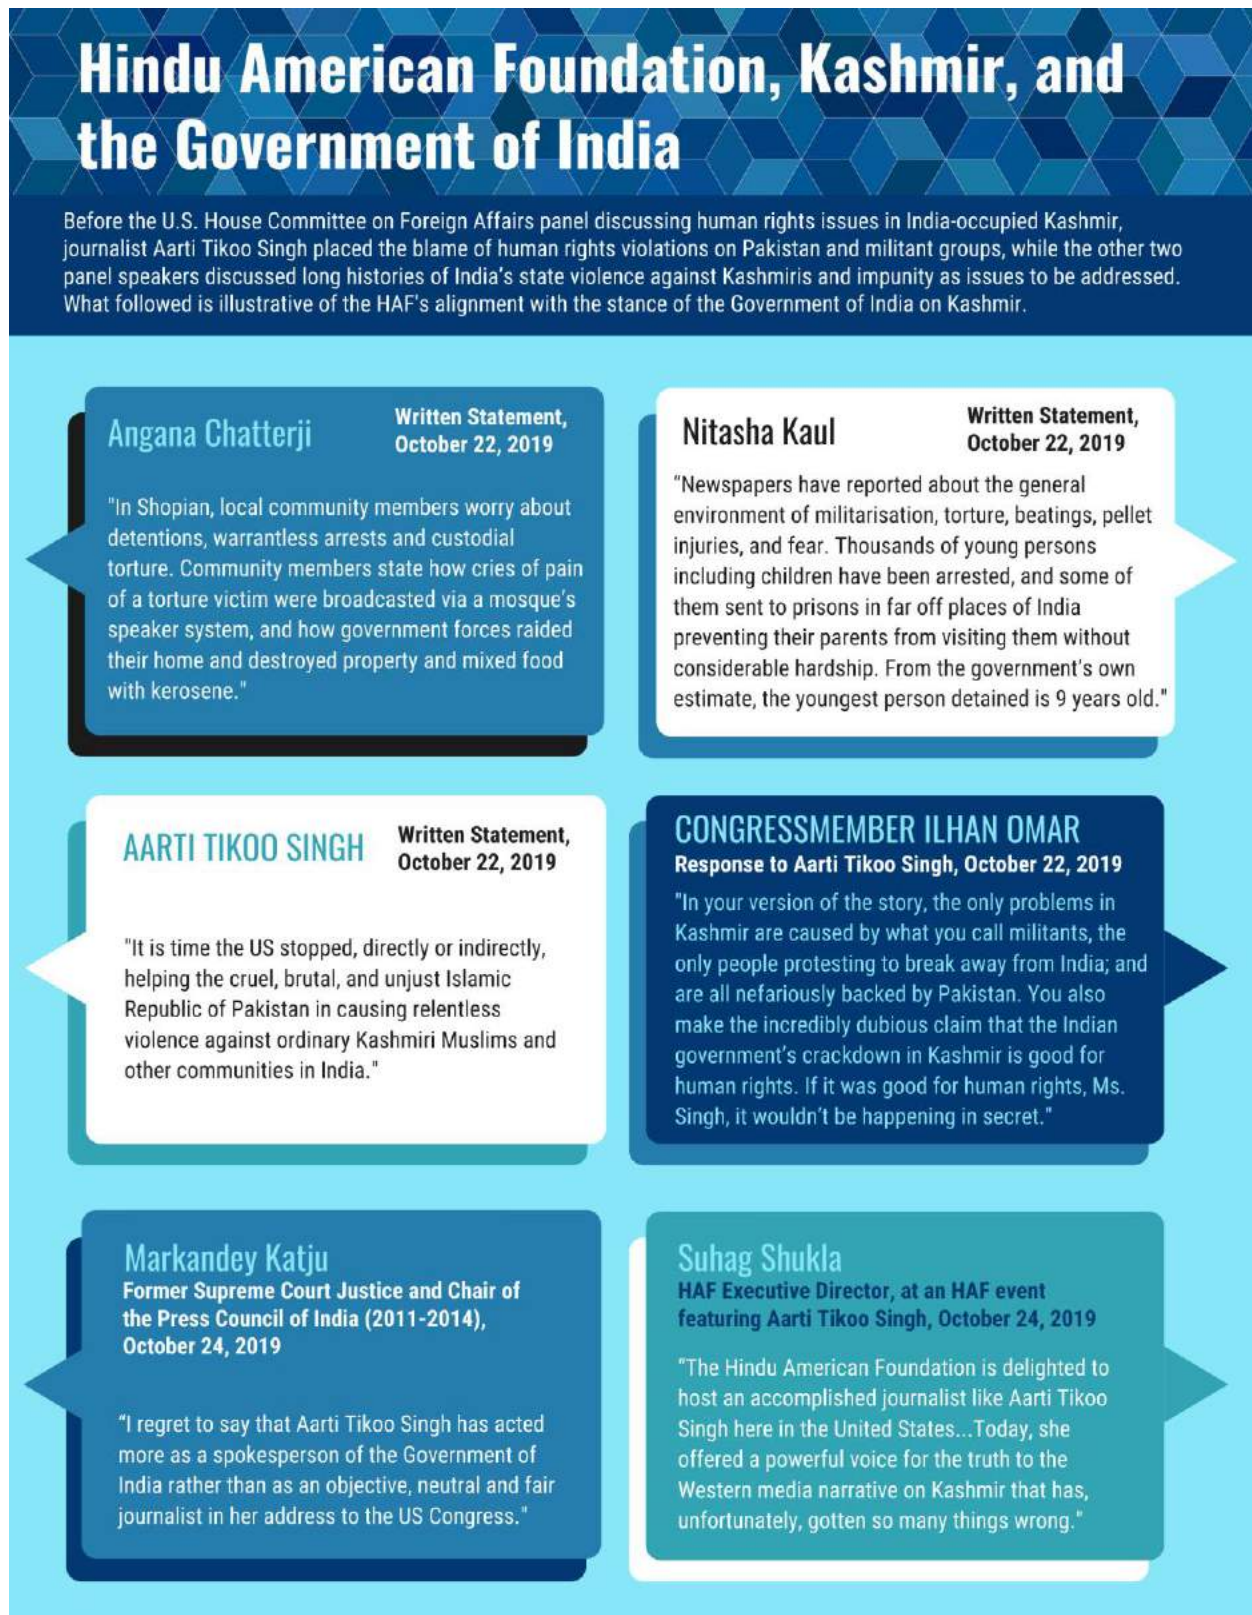 Hindu American Foundation, Kashmir, and
the Government of India
Before the U.S. House Committee on Foreign Affairs panel discussing human rights issues in India-occupied Kashmir,
journalist Aarti Tikoo Singh placed the blame of human rights violations on Pakistan and militant groups, while the other two
panel speakers discussed long histories of India's state violence against Kashmiris and impunity as issues to be addressed.
What followed is illustrative of the HAF's alignment with the stance of the Government of India on Kashmir.
Angana Chatterji
Written Statement,
October 22, 2019
"In Shopian, local community members worry about
detentions, warrantless arrests and custodial
torture. Community members state how cries of pain
of a torture victim were broadcasted via a mosque's
speaker system, and how government forces raided
their home and destroyed property and mixed food
with kerosene."
Nitasha Kaul
Written Statement,
October 22, 2019
"Newspapers have reported about the general
environment of militarisation, torture, beatings, pellet
injuries, and fear. Thousands of young persons
including children have been arrested, and some of
them sent to prisons in far off places of India
preventing their parents from visiting them without
considerable hardship. From the government's own
estimate, the youngest person detained is 9 years old."
AARTI TIKOO SINGH
Written Statement,
October 22, 2019
"It is time the US stopped, directly or indirectly,
helping the cruel, brutal, and unjust Islamic
Republic of Pakistan in causing relentless
violence against ordinary Kashmiri Muslims and
other communities in India."
CONGRESSMEMBER ILHAN OMAR
Response to Aarti Tikoo Singh, October 22, 2019
"In your version of the story, the only problems in
Kashmir are caused by what you call militants, the
only people protesting to break away from India; and
are all nefariously backed by Pakistan. You also
make the incredibly dubious claim that the Indian
government's crackdown in Kashmir is good for
human rights. If it was good for human rights, Ms.
Singh, it wouldn't be happening in secret."
Markandey Katju
Former Supreme Court Justice and Chair of
the Press Council of India (2011-2014),
October 24, 2019
"I regret to say that Aarti Tikoo Singh has acted
more as a spokesperson of the Government of
India rather than as an objective, neutral and fair
journalist in her address to the US Congress."
Suhag Shukla
HAF Executive Director, at an HAF event
featuring Aarti Tikoo Singh, October 24, 2019
"The Hindu American Foundation is delighted to
host an accomplished journalist like Aarti Tikoo
Singh here in the United States...Today, she
offered a powerful voice for the truth to the
Western media narrative on Kashmir that has,
unfortunately, gotten so many things wrong."